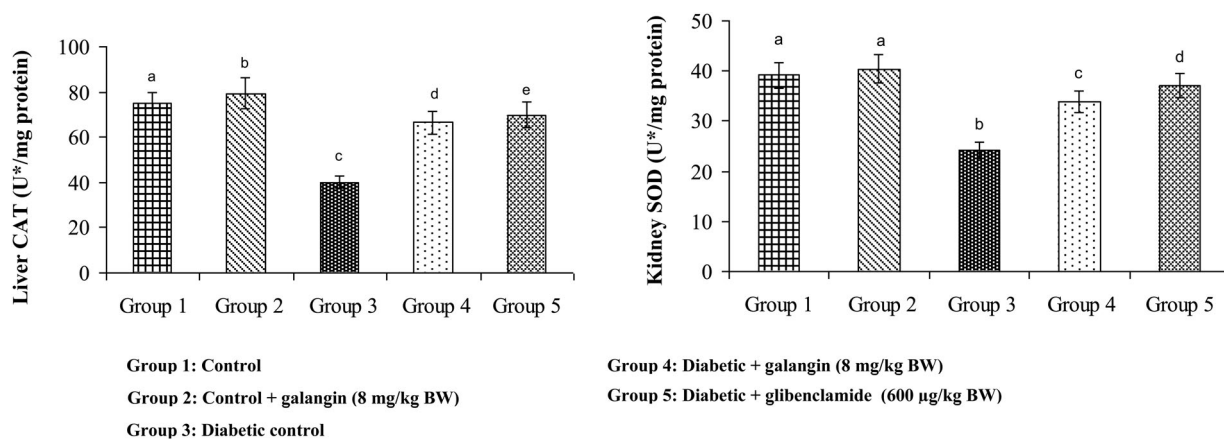 Liver CAT (U*/mg protein)
100
80
60
40
20
0
a
b
c
d
e
Group 1 Group 2 Group 3 Group 4 Group 5
Kidney SOD (U*/mg protein)
50
40
30
20
10
0
a
a
b
c
d
Group 1 Group 2 Group 3 Group 4 Group 5
Group 1: Control
Group 2: Control + galangin (8 mg/kg BW)
Group 3: Diabetic control
Group 4: Diabetic + galangin (8 mg/kg BW)
Group 5: Diabetic + glibenclamide (600 µg/kg BW)